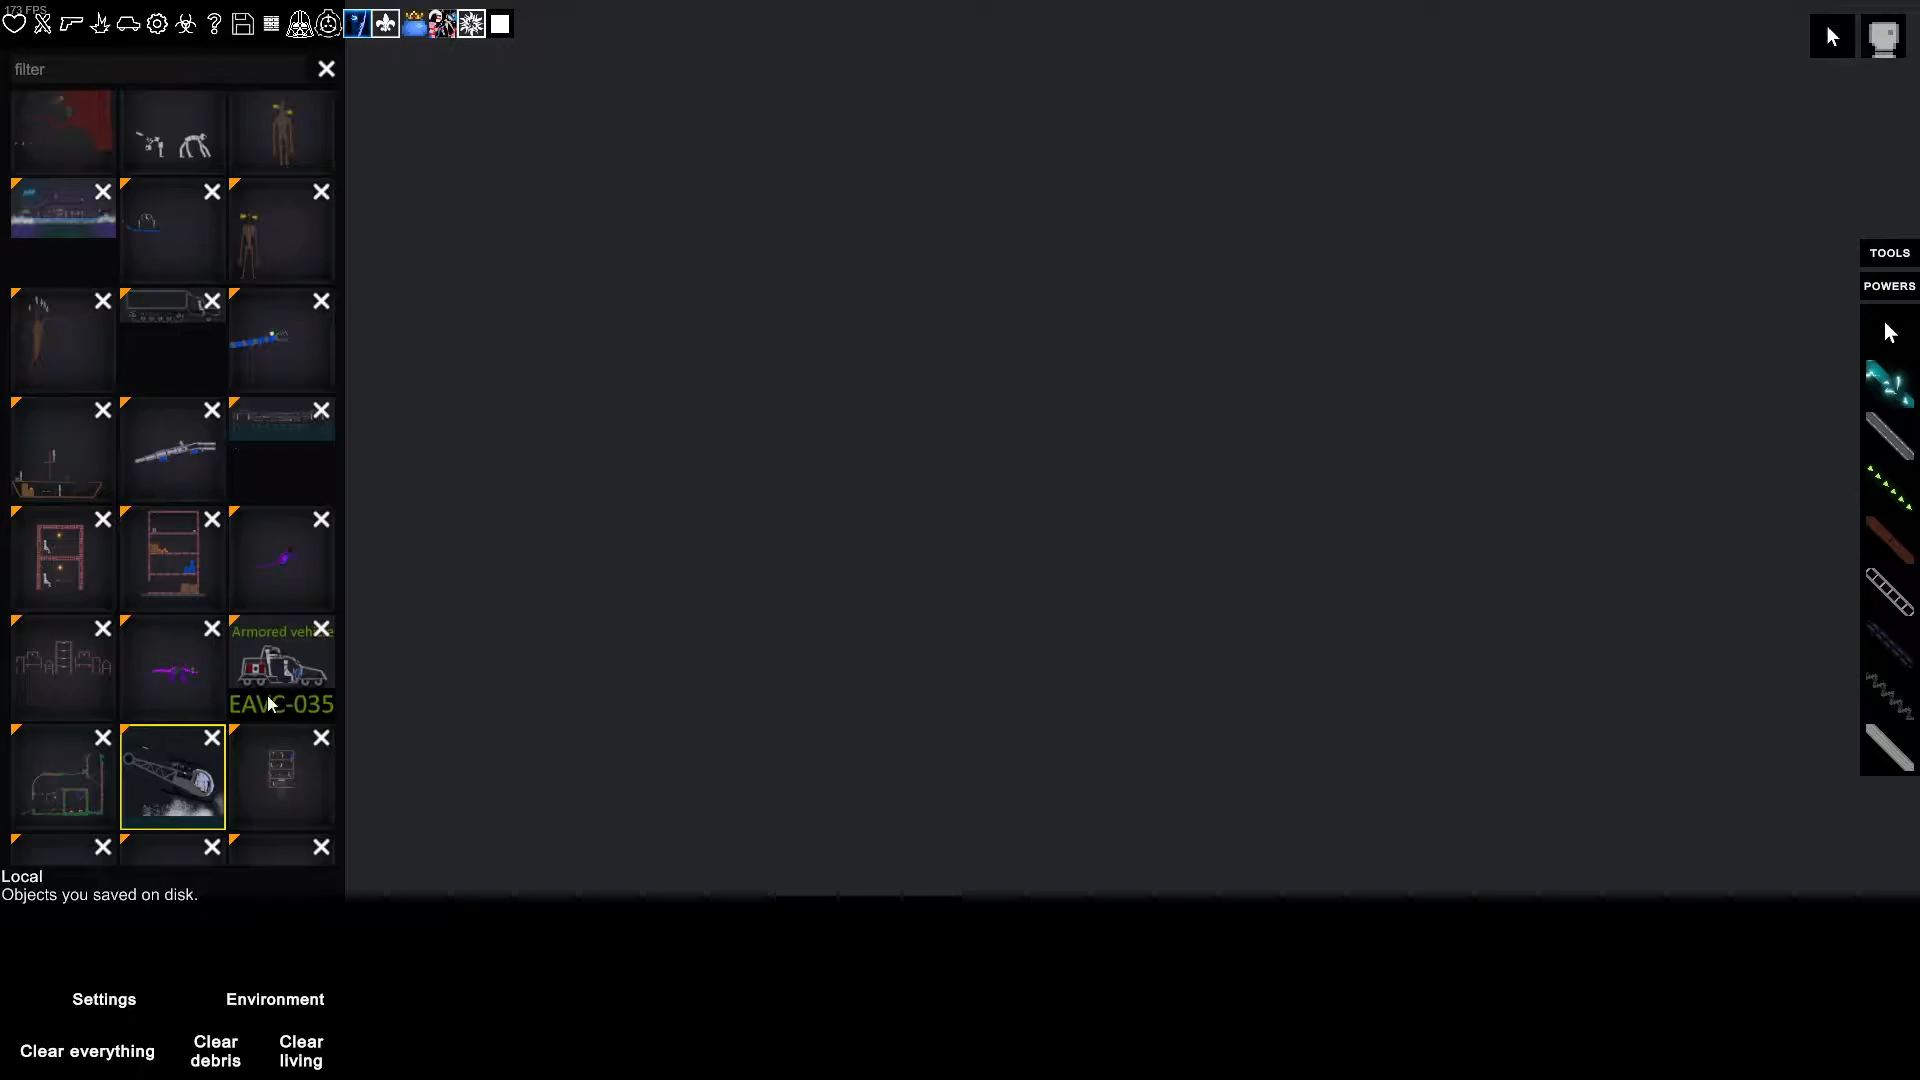 173 FPS
filter
TOOLS
POWERS
Armored vehicle
EAVC-035
Local
Objects you saved on disk.
Settings
Environment
Clear everything
Clear
debris
Clear
living